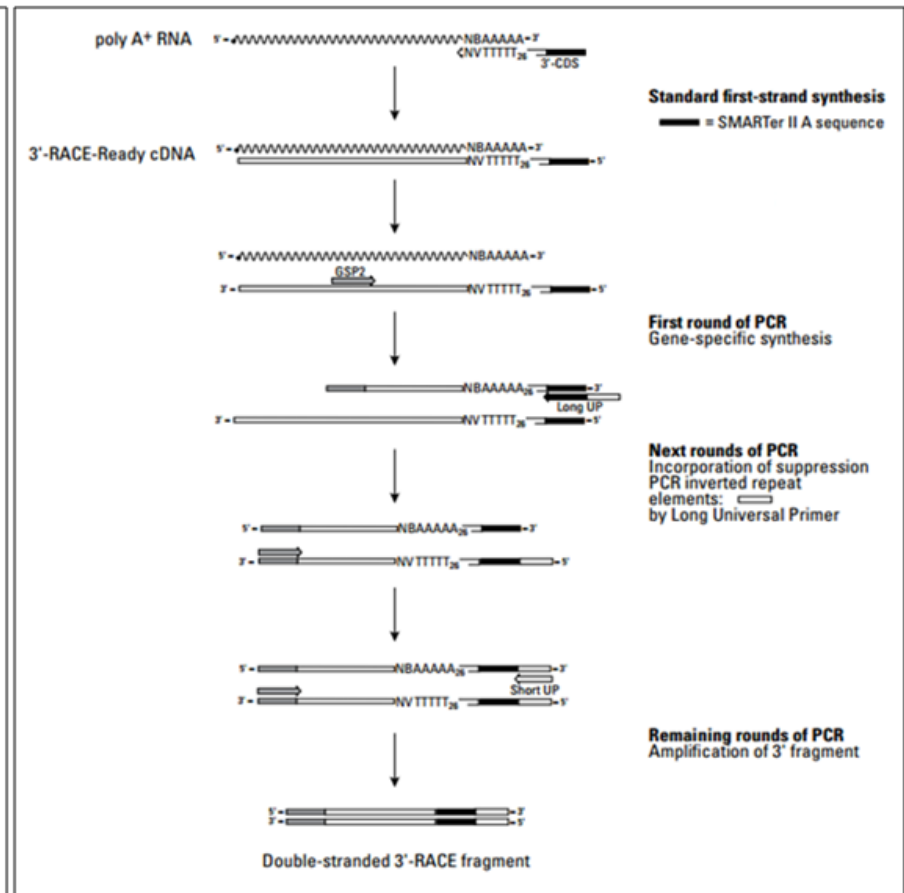 poly A+ RNA
5'
NBAAAAA-3'
NVTTTTT26
3'-CDS
Standard first-strand synthesis
= SMARTer II A sequence
3'-RACE-Ready cDNA
5'
NBAAAAA-3'
NVTTTTT26
5'
5'
NBAAAAA-3'
GSP2
3'
NVTTTTT26
5'
First round of PCR
Gene-specific synthesis
NBAAAAA26
3'
Long UP
3'
NVTTTTT26
5'
Next rounds of PCR
Incorporation of suppression
PCR inverted repeat
elements:
by Long Universal Primer
5'
NBAAAAA26
3'
3'
NVTTTTT26
5'
5'
NBAAAAA26
3'
Short UP
3'
NVTTTTT26
5'
Remaining rounds of PCR
Amplification of 3' fragment
5'
3'
3'
5'
Double-stranded 3'-RACE fragment